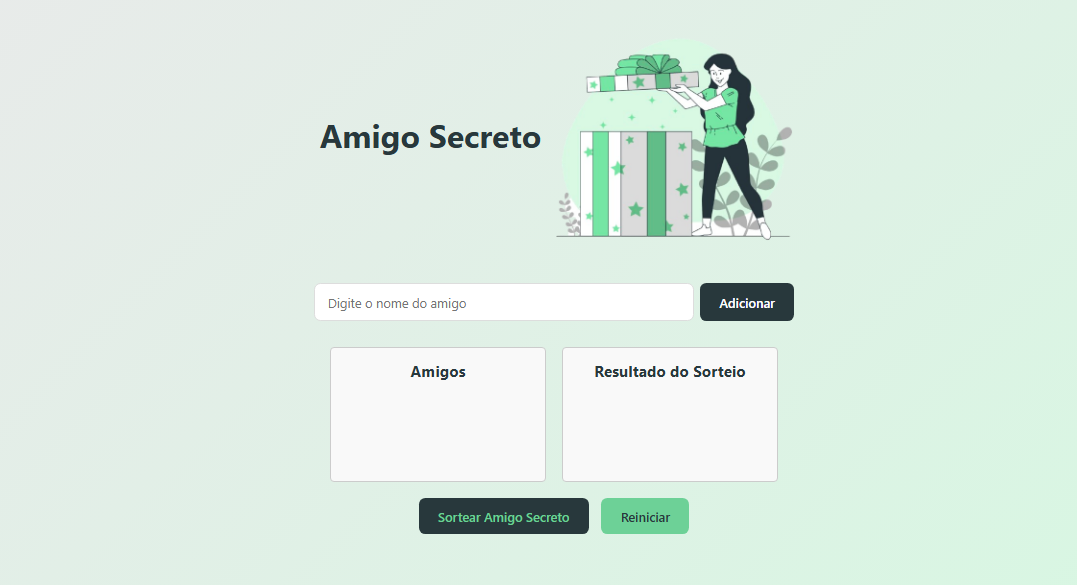 Amigo Secreto
Digite o nome do amigo
Adicionar
Amigos
Resultado do Sorteio
Sortear Amigo Secreto
Reiniciar